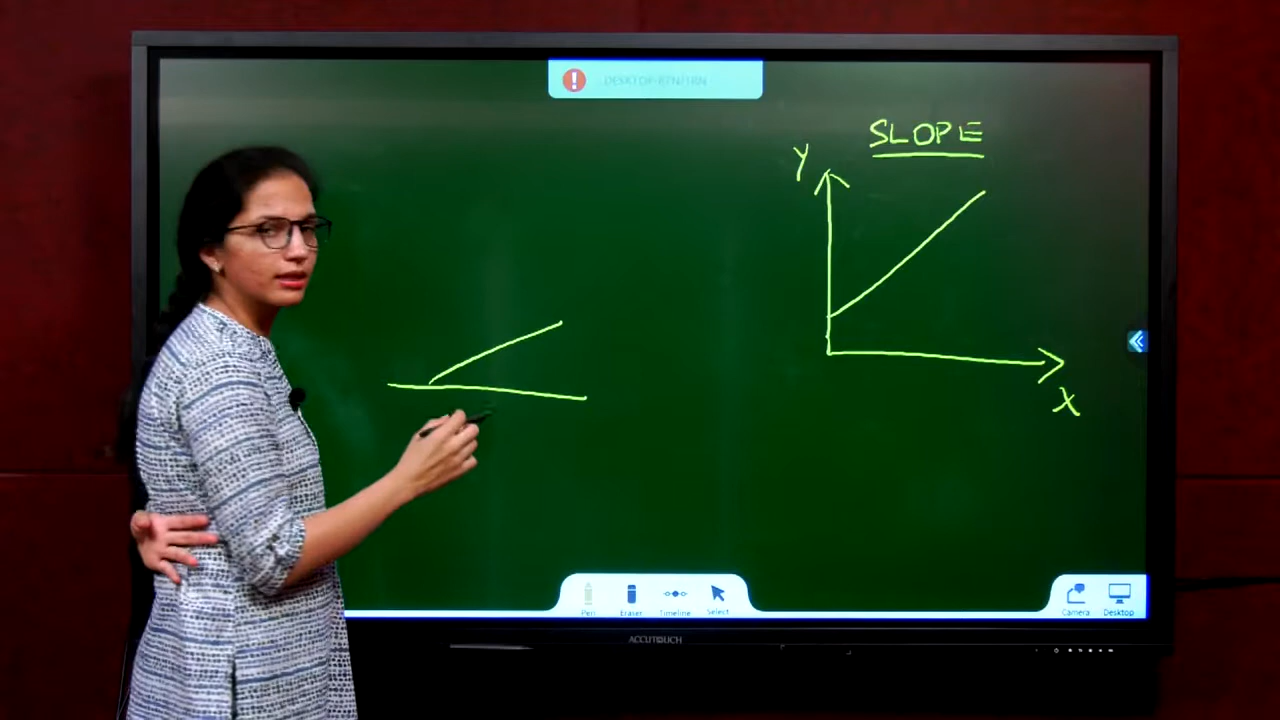 SLOPE
Y
X
Pen
Eraser
Timeline
Select
Camera
Desktop
ACCUTOUCH